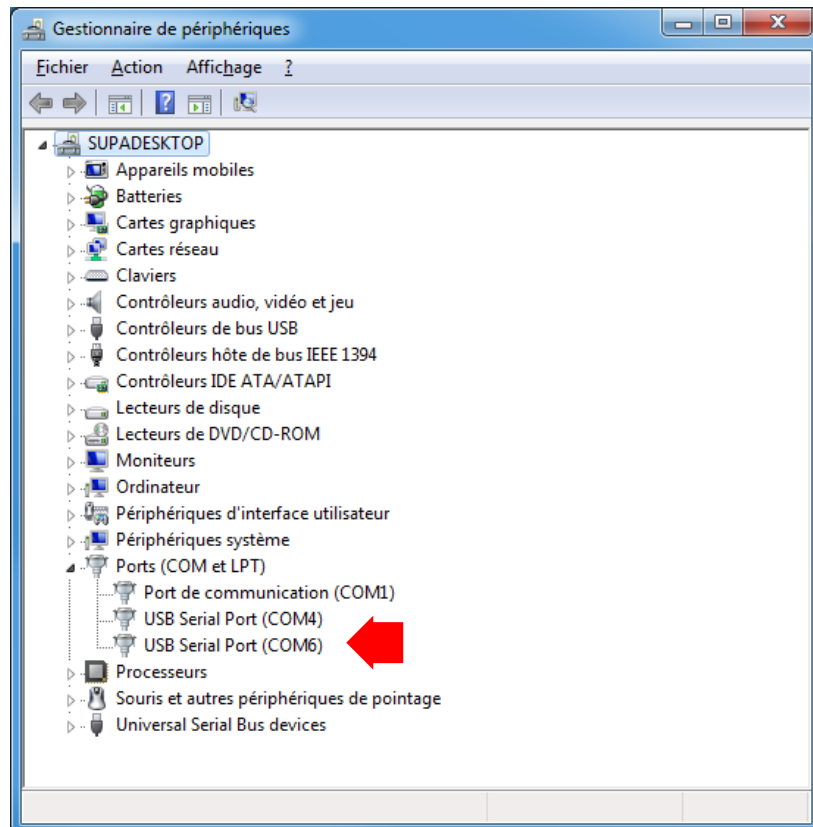 Gestionnaire de périphériques
Fichier Action Affichage ?
SUPADESKTOP
Appareils mobiles
Batteries
Cartes graphiques
Cartes réseau
Claviers
Contrôleurs audio, vidéo et jeu
Contrôleurs de bus USB
Contrôleurs hôte de bus IEEE 1394
Contrôleurs IDE ATA/ATAPI
Lecteurs de disque
Lecteurs de DVD/CD-ROM
Moniteurs
Ordinateur
Périphériques d'interface utilisateur
Périphériques système
Ports (COM et LPT)
Port de communication (COM1)
USB Serial Port (COM4)
USB Serial Port (COM6)
Processeurs
Souris et autres périphériques de pointage
Universal Serial Bus devices